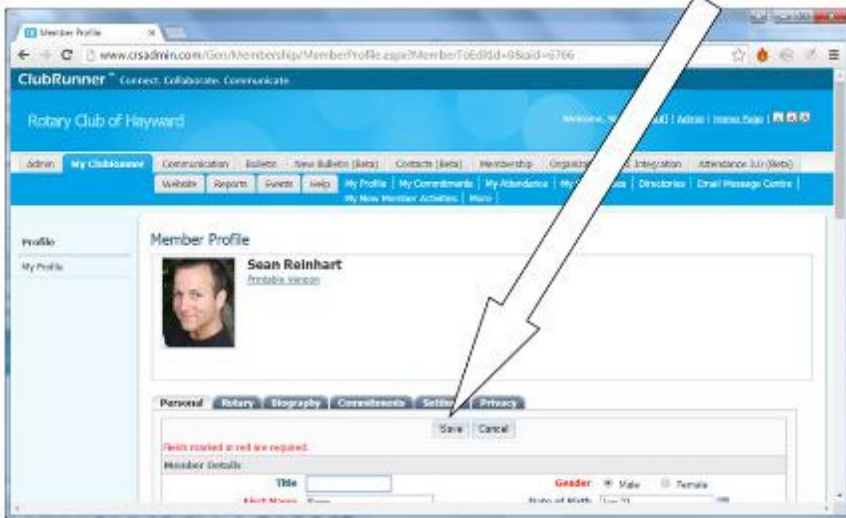 Member Profile
www.crsadmin.com/Gen/Membership/MemberProfile.aspx?MemberToEditId=0&aid=6766
ClubRunner™ Connect. Collaborate. Communicate.
Rotary Club of Hayward
Welcome, | Admin | Home Page | A A A
Admin My ClubRunner Communication Bulletin New Bulletin (Beta) Contacts (Beta) Membership Integration Attendance 3.0 (Beta)
Website Reports Events Help My Profile | My Commitments | My Attendance | Directories | Email Message Centre |
My New Member Activities | More |
Profile
My Profile
Member Profile
Sean Reinhart
Printable Version
Personal Rotary Biography Commitments Privacy
Save Cancel
Fields marked in red are required.
Member Details
Title Gender Male Female
First Name Date of Birth